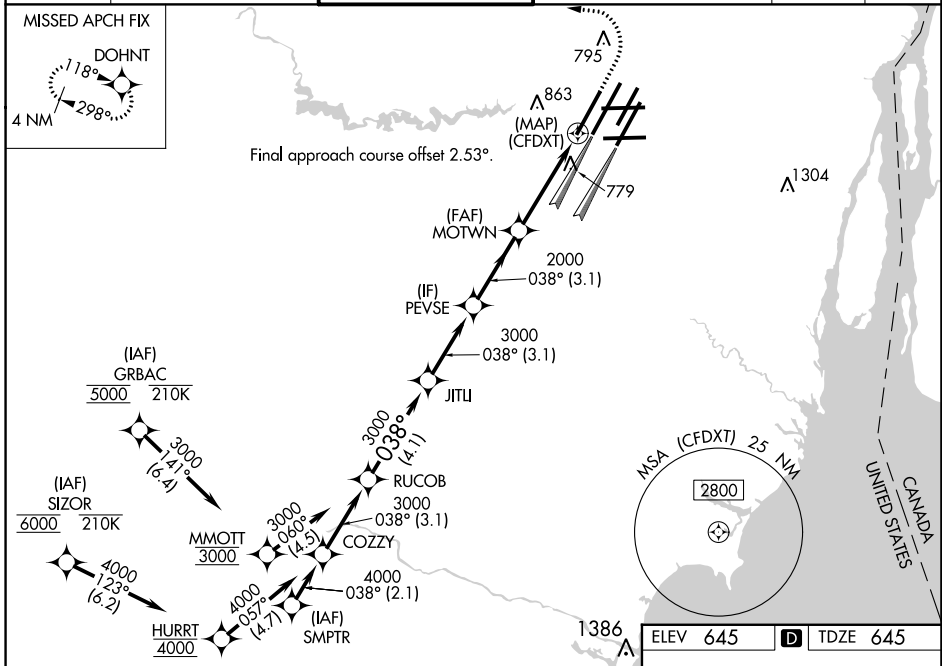 MISSED APCH FIX
DOHNT
118°
298°
4 NM
795
863
(MAP)
(CFDXT)
Final approach course offset 2.53°.
779
1304
(FAF)
MOTWN
2000
038° (3.1)
(IF)
PEVSE
3000
038° (3.1)
JITLI
(IAF)
GRBAC
5000 210K
3000
141°
(6.4)
3000
038°
(4.1)
RUCOB
3000
038° (3.1)
(IAF)
SIZOR
6000 210K
MMOTT
3000
3000
060°
(4.5)
COZZY
4000
123°
(6.2)
4000
057°
(4.7)
4000
038° (2.1)
(IAF)
SMPTR
HURRT
4000
MSA (CFDXT) 25 NM
2800
CANADA
UNITED STATES
1386
ELEV 645 D TDZE 645